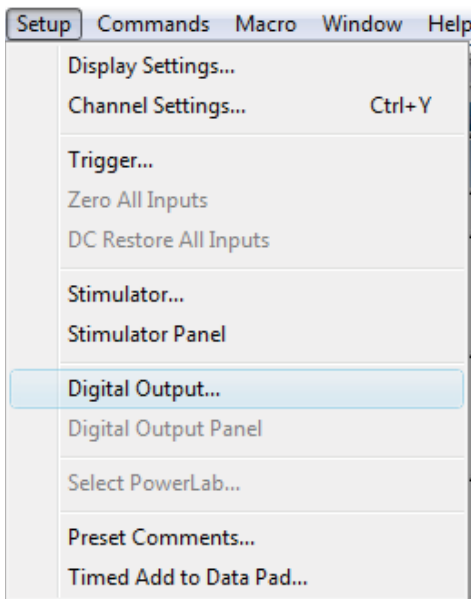 Setup Commands Macro Window Help
Display Settings...
Channel Settings... Ctrl+Y
Trigger...
Zero All Inputs
DC Restore All Inputs
Stimulator...
Stimulator Panel
Digital Output...
Digital Output Panel
Select PowerLab...
Preset Comments...
Timed Add to Data Pad...